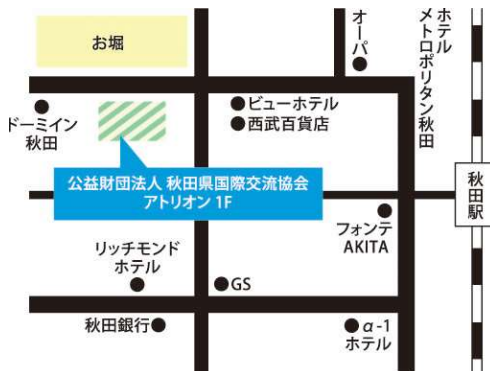 お堀
オーパ
ホテル
メトロポリタン秋田
ドーミイン
秋田
ビューホテル
西武百貨店
公益財団法人 秋田県国際交流協会
アトリオン 1F
秋田駅
フォンテ
AKITA
リッチモンド
ホテル
GS
秋田銀行
α-1
ホテル